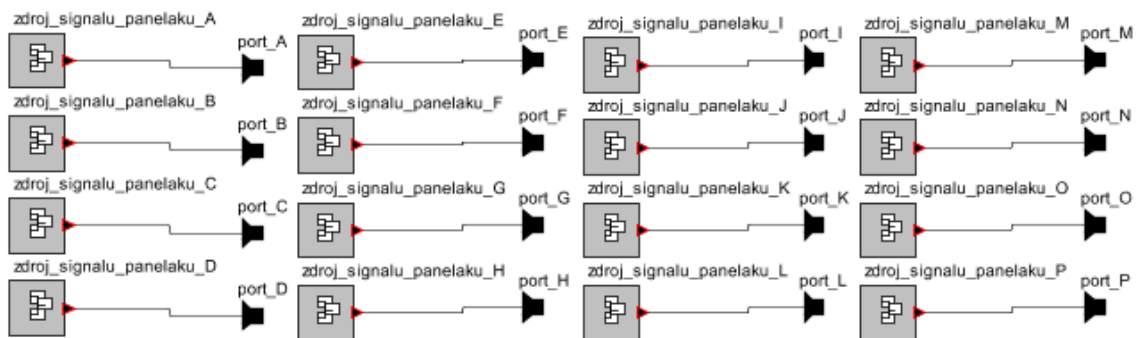 zdroj_signalu_panelaku_A
port_A
zdroj_signalu_panelaku_E
port_E
zdroj_signalu_panelaku_I
port_I
zdroj_signalu_panelaku_M
port_M
zdroj_signalu_panelaku_B
port_B
zdroj_signalu_panelaku_F
port_F
zdroj_signalu_panelaku_J
port_J
zdroj_signalu_panelaku_N
port_N
zdroj_signalu_panelaku_C
port_C
zdroj_signalu_panelaku_G
port_G
zdroj_signalu_panelaku_K
port_K
zdroj_signalu_panelaku_O
port_O
zdroj_signalu_panelaku_D
port_D
zdroj_signalu_panelaku_H
port_H
zdroj_signalu_panelaku_L
port_L
zdroj_signalu_panelaku_P
port_P